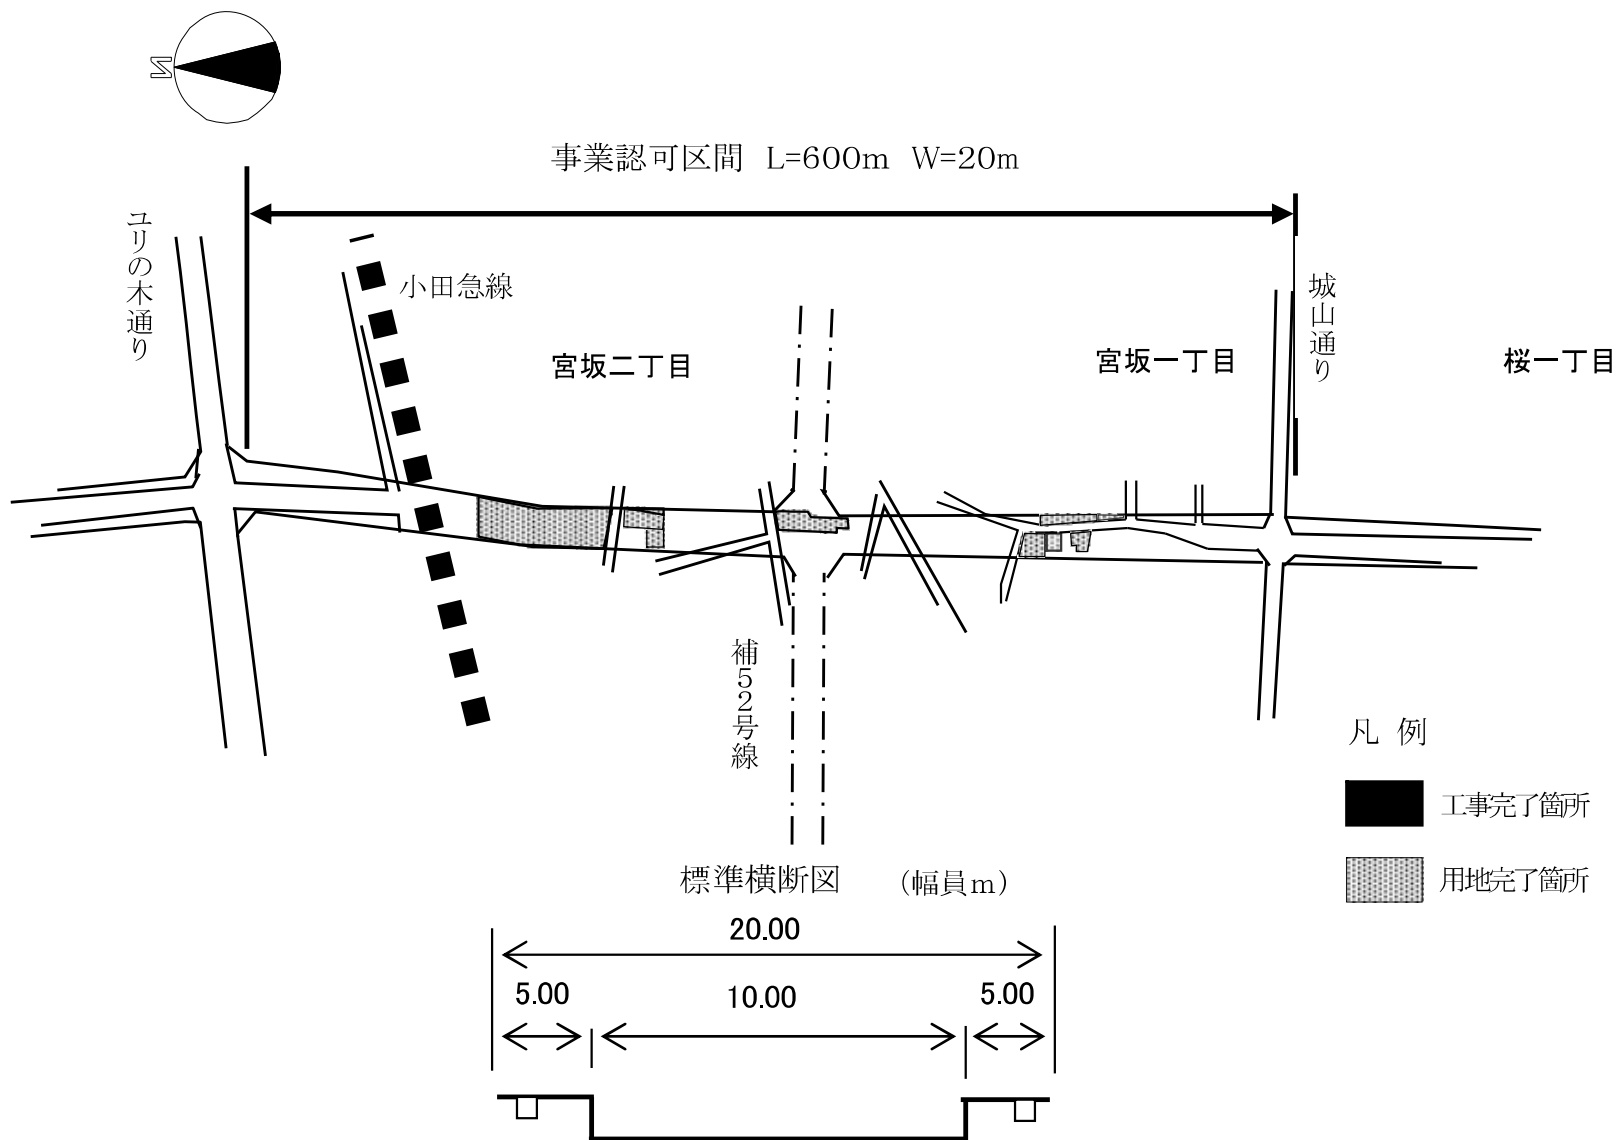 N
事業認可区間 L=600m W=20m
ユリの木通り
小田急線
城山通り
宮坂二丁目
宮坂一丁目
桜一丁目
補52号線
凡 例
工事完了箇所
用地完了箇所
標準横断図 (幅員m)
20.00
5.00 10.00 5.00